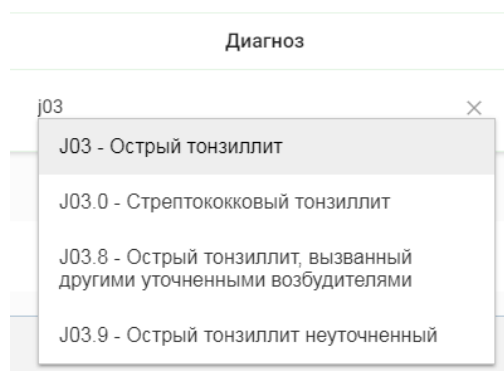 Диагноз
j03
J03 - Острый тонзиллит
J03.0 - Стрептококковый тонзиллит
J03.8 - Острый тонзиллит, вызванный
другими уточненными возбудителями
J03.9 - Острый тонзиллит неуточненный